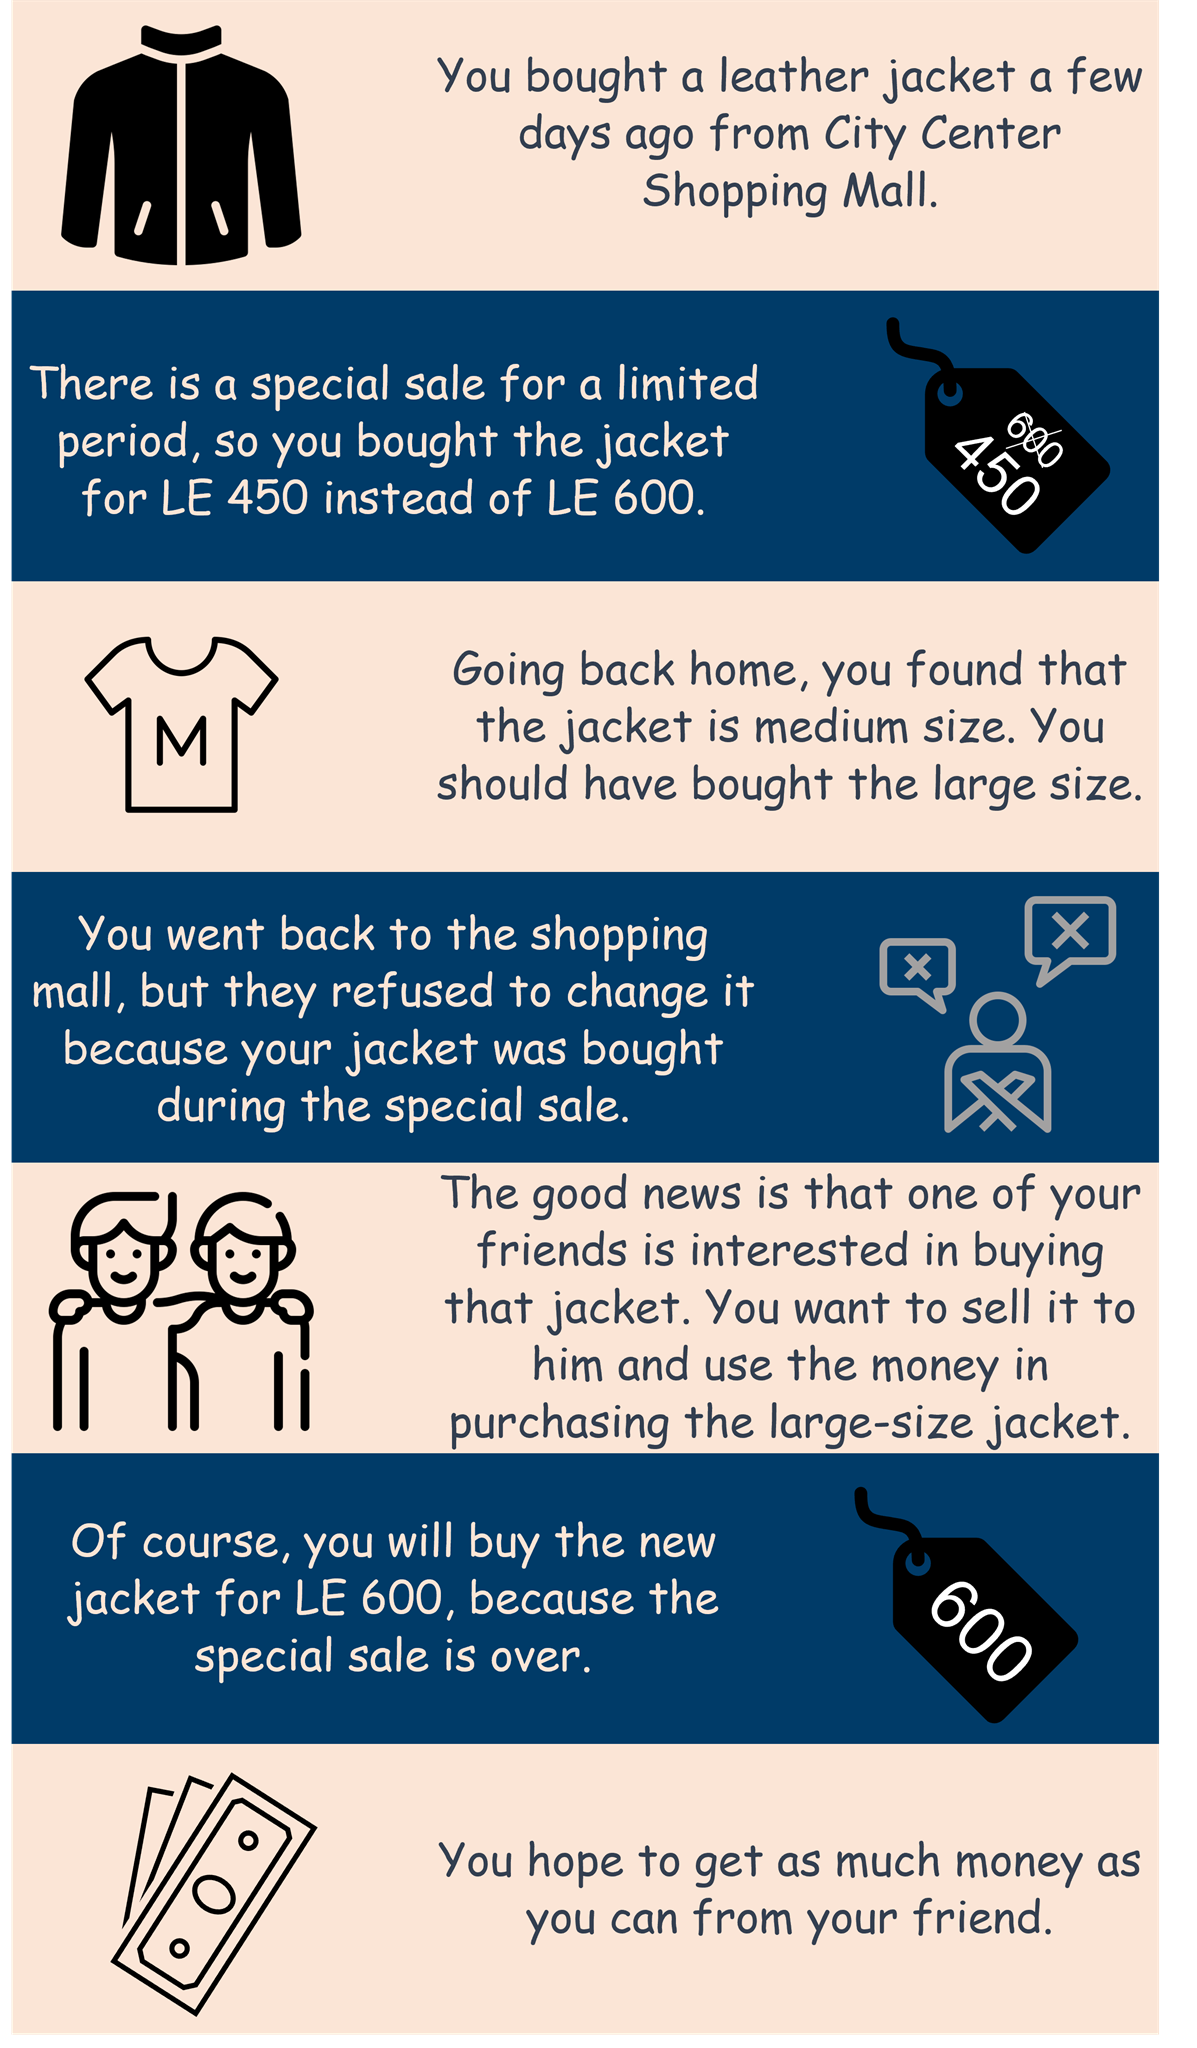 You bought a leather jacket a few
days ago from City Center
Shopping Mall.
There is a special sale for a limited
period, so you bought the jacket
for LE 450 instead of LE 600.
600
450
M
Going back home, you found that
the jacket is medium size. You
should have bought the large size.
You went back to the shopping
mall, but they refused to change it
because your jacket was bought
during the special sale.
The good news is that one of your
friends is interested in buying
that jacket. You want to sell it to
him and use the money in
purchasing the large-size jacket.
Of course, you will buy the new
jacket for LE 600, because the
special sale is over.
600
You hope to get as much money as
you can from your friend.